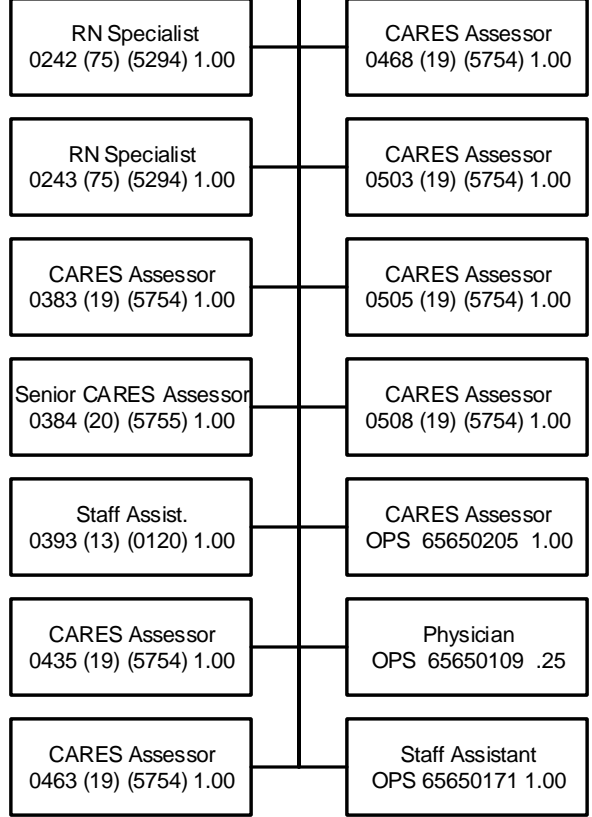 RN Specialist
0242 (75) (5294) 1.00
CARES Assessor
0468 (19) (5754) 1.00
RN Specialist
0243 (75) (5294) 1.00
CARES Assessor
0503 (19) (5754) 1.00
CARES Assessor
0383 (19) (5754) 1.00
CARES Assessor
0505 (19) (5754) 1.00
Senior CARES Assessor
0384 (20) (5755) 1.00
CARES Assessor
0508 (19) (5754) 1.00
Staff Assist.
0393 (13) (0120) 1.00
CARES Assessor
OPS 65650205 1.00
CARES Assessor
0435 (19) (5754) 1.00
Physician
OPS 65650109 .25
CARES Assessor
0463 (19) (5754) 1.00
Staff Assistant
OPS 65650171 1.00